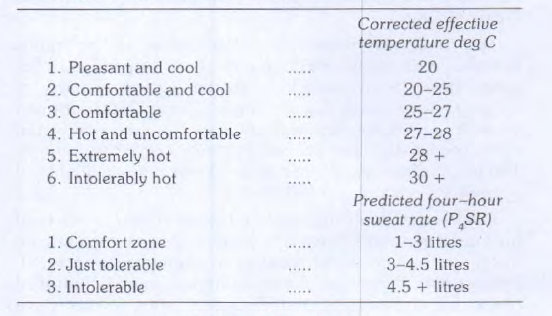 Corrected effective
temperature deg C
1. Pleasant and cool ..... 20
2. Comfortable and cool ..... 20–25
3. Comfortable ..... 25–27
4. Hot and uncomfortable ..... 27–28
5. Extremely hot ..... 28 +
6. Intolerably hot ..... 30 +
Predicted four–hour
sweat rate (P₄SR)
1. Comfort zone ..... 1–3 litres
2. Just tolerable ..... 3–4.5 litres
3. Intolerable ..... 4.5 + litres